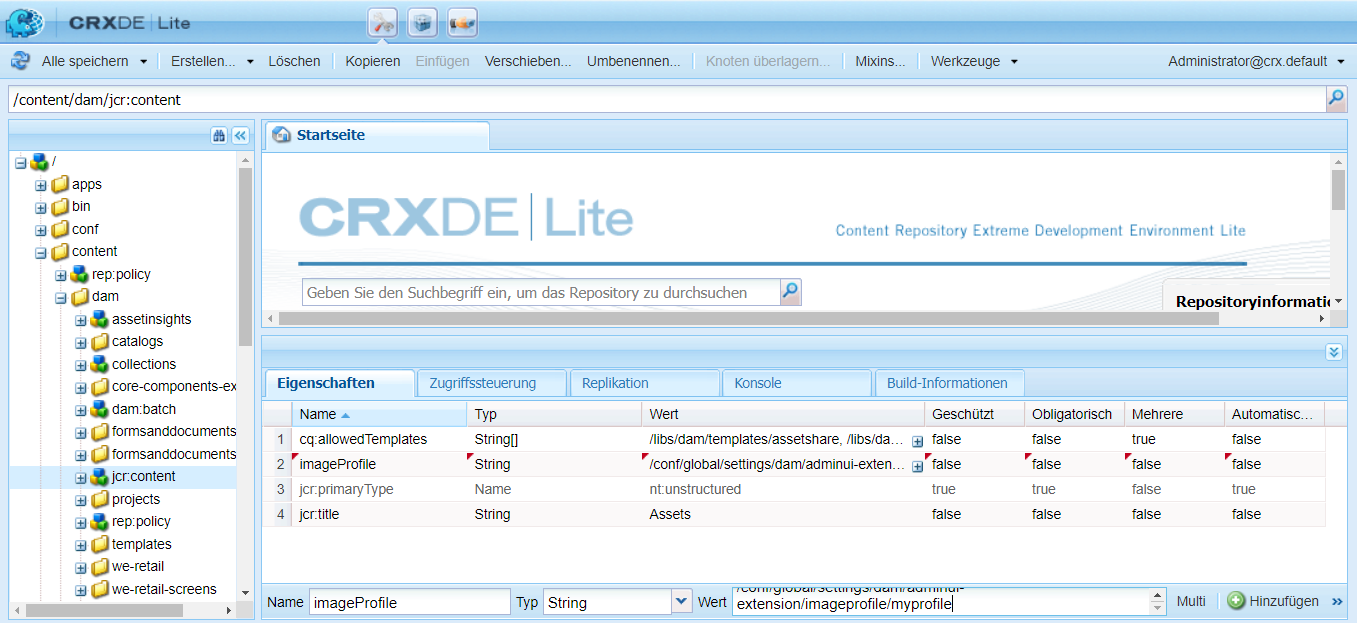 CRXDE | Lite
Alle speichern Erstellen... Löschen Kopieren Einfügen Verschieben... Umbenennen... Knoten überlagern... Mixins... Werkzeuge Administrator@crx.default
/content/dam/jcr:content
Startseite
/
apps
bin
conf
content
rep:policy
dam
assetinsights
catalogs
collections
core-components-ex
dam:batch
formsanddocuments
formsanddocuments
jcr:content
projects
rep:policy
templates
we-retail
we-retail-screens
CRXDE | Lite
Content Repository Extreme Development Environment Lite
Geben Sie den Suchbegriff ein, um das Repository zu durchsuchen
Repositoryinformatio
Eigenschaften Zugriffssteuerung Replikation Konsole Build-Informationen
Name Typ Wert Geschützt Obligatorisch Mehrere Automatisc...
1 cq:allowedTemplates String[] /libs/dam/templates/assetshare, /libs/da... false false true false
2 imageProfile String /conf/global/settings/dam/adminui-exten... false false false false
3 jcr:primaryType Name nt:unstructured true true false true
4 jcr:title String Assets false false false false
Name imageProfile Typ String Wert /conf/global/settings/dam/adminui-
extension/imageprofile/myprofile Multi Hinzufügen »